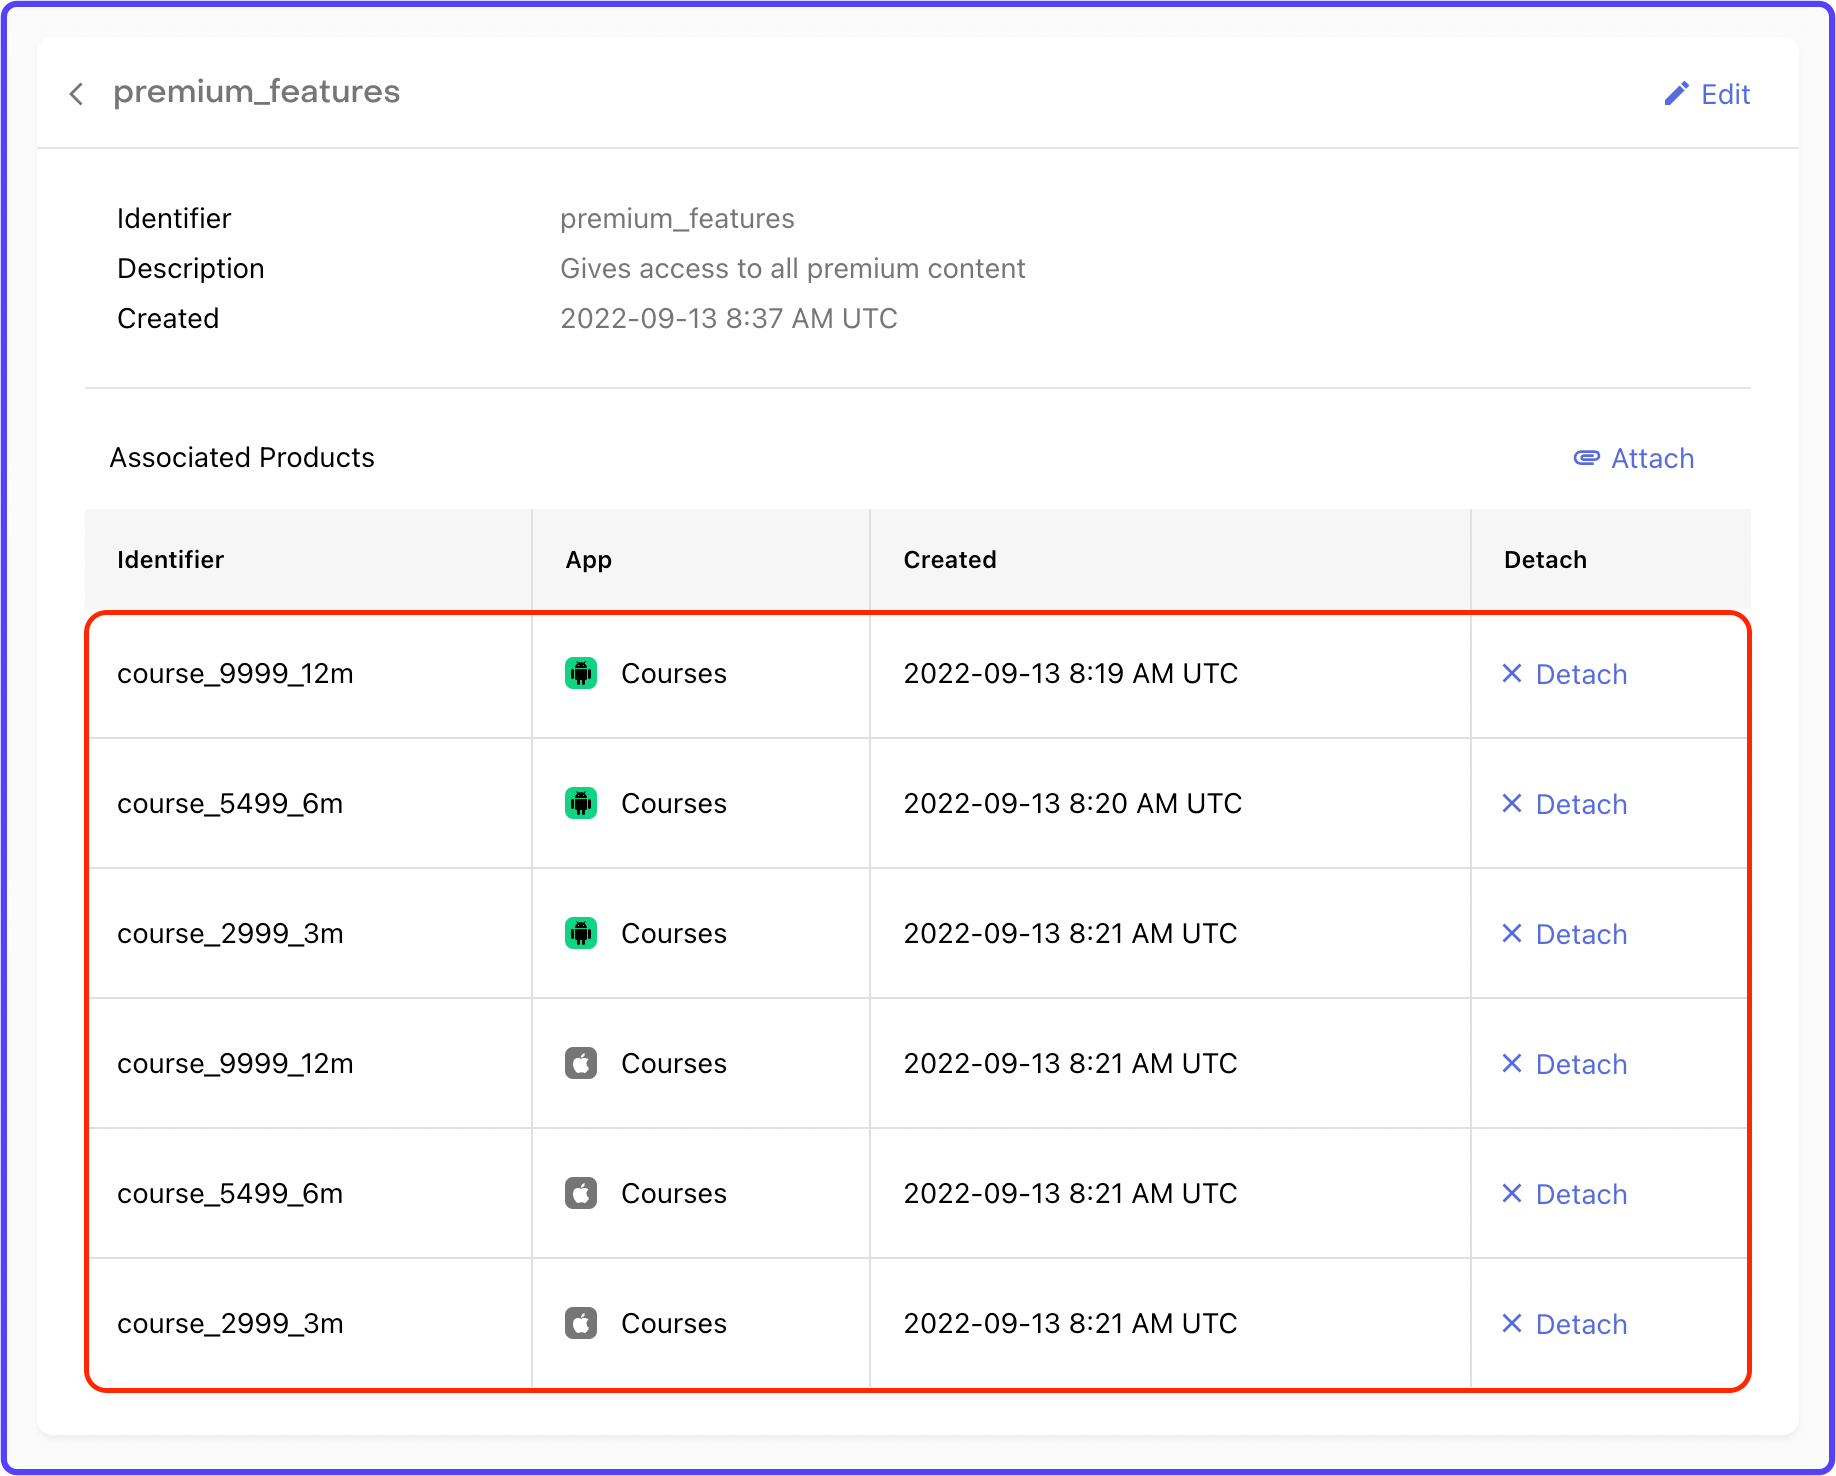 premium_features
Edit
Identifier premium_features
Description Gives access to all premium content
Created 2022-09-13 8:37 AM UTC
Associated Products Attach
Identifier App Created Detach
course_9999_12m Courses 2022-09-13 8:19 AM UTC Detach
course_5499_6m Courses 2022-09-13 8:20 AM UTC Detach
course_2999_3m Courses 2022-09-13 8:21 AM UTC Detach
course_9999_12m Courses 2022-09-13 8:21 AM UTC Detach
course_5499_6m Courses 2022-09-13 8:21 AM UTC Detach
course_2999_3m Courses 2022-09-13 8:21 AM UTC Detach